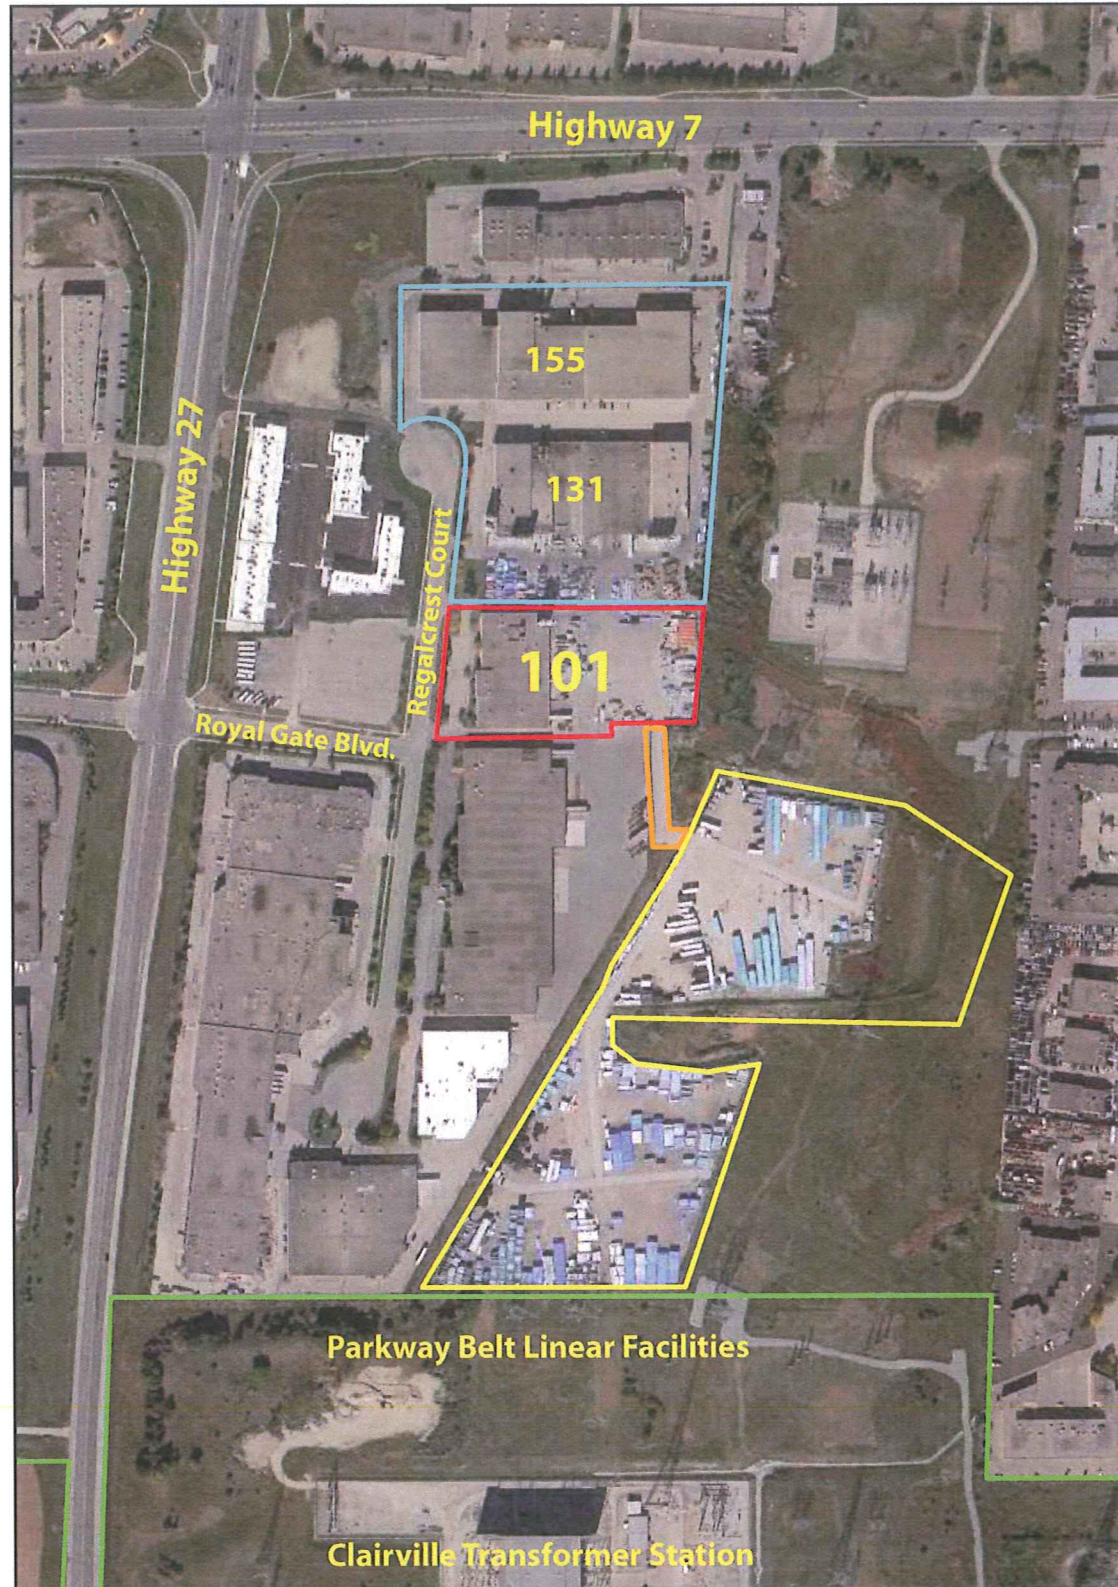 Highway 7
155
Highway 27
131
Regalcrest Court
101
Royal Gate Blvd.
Parkway Belt Linear Facilities
Clairville Transformer Station